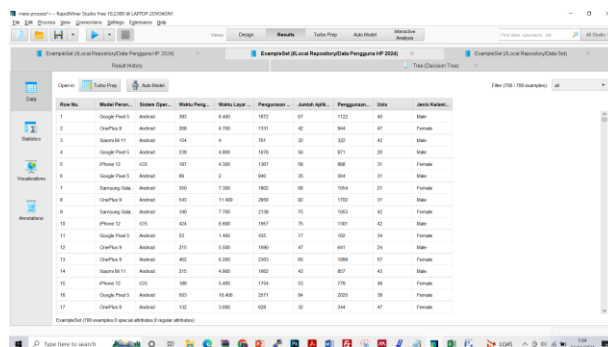 <new process*> – RapidMiner Studio Free 10.2.000 @ LAPTOP-2OVG60N1
File Edit Process View Connections Settings Extensions Help
Views: Design Results Turbo Prep Auto Model Interactive Analysis
Find data, operators...etc All Studio
ExampleSet (//Local Repository/Data Pengguna HP 2024) ExampleSet (//Local Repository/Data Pengguna HP 2024) ExampleSet (//Local Repository/Data Set)
Result History Tree (Decision Tree)
Data
Statistics
Visualizations
Annotations
Open in Turbo Prep Auto Model Filter (700 / 700 examples): all
Row No. Model Peran... Sistem Oper... Waktu Peng... Waktu Layar ... Pengurasan ... Jumlah Aplik... Penggunaan... Usia Jenis Kelami...
1 Google Pixel 5 Android 393 6.400 1872 67 1122 40 Male
2 OnePlus 9 Android 268 4.700 1331 42 944 47 Female
3 Xiaomi Mi 11 Android 154 4 761 32 322 42 Male
4 Google Pixel 5 Android 239 4.800 1676 56 871 20 Male
5 iPhone 12 iOS 187 4.300 1367 58 988 31 Female
6 Google Pixel 5 Android 99 2 940 35 564 31 Male
7 Samsung Gala... Android 350 7.300 1802 66 1054 21 Female
8 OnePlus 9 Android 543 11.400 2956 82 1702 31 Male
9 Samsung Gala... Android 340 7.700 2138 75 1053 42 Female
10 iPhone 12 iOS 424 6.600 1957 75 1301 42 Male
11 Google Pixel 5 Android 53 1.400 435 17 162 34 Female
12 OnePlus 9 Android 215 5.500 1690 47 641 24 Male
13 OnePlus 9 Android 462 6.200 2303 65 1099 57 Female
14 Xiaomi Mi 11 Android 215 4.900 1662 43 857 43 Male
15 iPhone 12 iOS 189 5.400 1754 53 779 49 Female
16 Google Pixel 5 Android 503 10.400 2571 84 2025 39 Female
17 OnePlus 9 Android 132 3.600 628 32 344 47 Female
ExampleSet (700 examples,0 special attributes,9 regular attributes)
Type here to search
LQ45